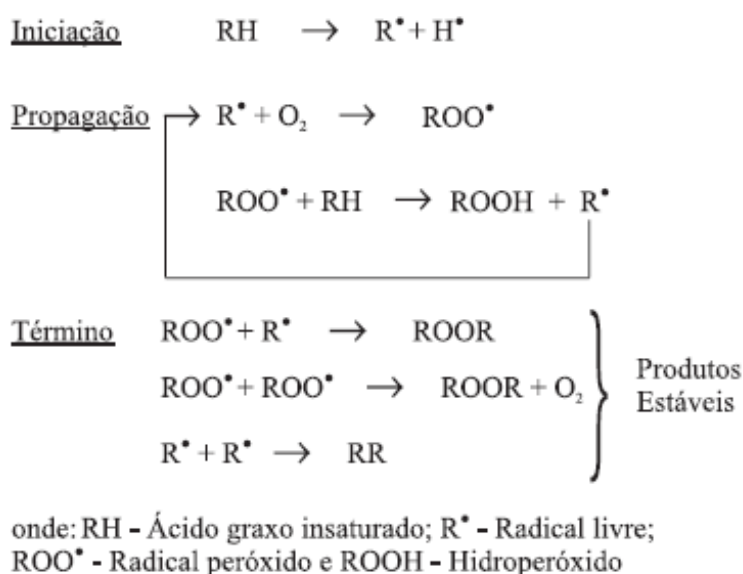 Iniciação RH → R• + H•
Propagação → R• + O₂ → ROO•
ROO• + RH → ROOH + R•
Término ROO• + R• → ROOR
ROO• + ROO• → ROOR + O₂
R• + R• → RR
Produtos
Estáveis
onde: RH - Ácido graxo insaturado; R• - Radical livre;
ROO• - Radical peróxido e ROOH - Hidroperóxido